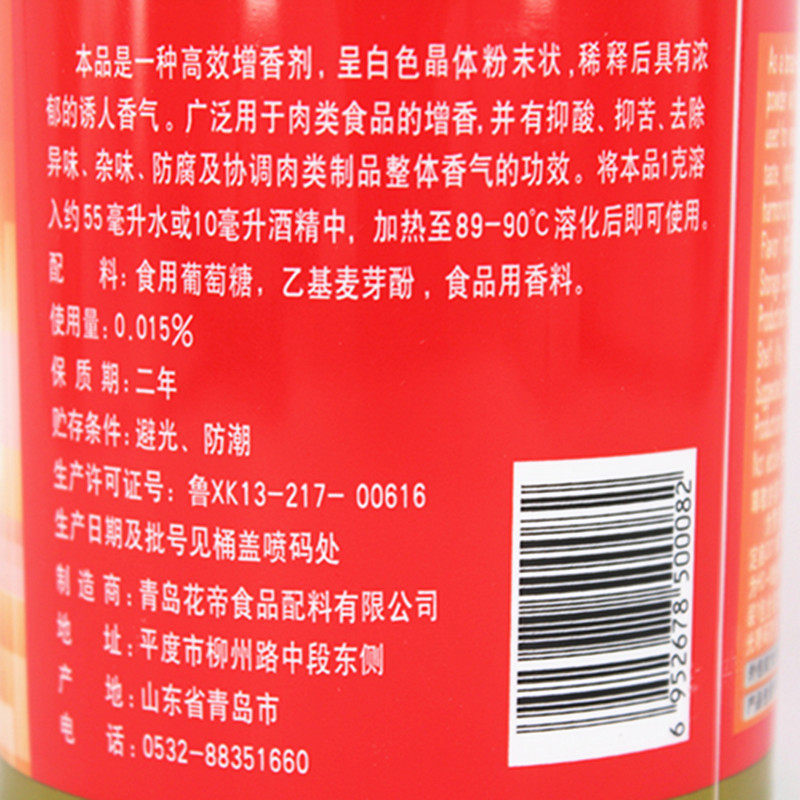 本品是一种高效增香剂，呈白色晶体粉末状，稀释后具有浓
郁的诱人香气。广泛用于肉类食品的增香，并有抑酸、抑苦、去除
异味、杂味、防腐及协调肉类制品整体香气的功效。将本品1克溶
入约55毫升水或10毫升酒精中，加热至89-90℃溶化后即可使用。
配 料：食用葡萄糖，乙基麦芽酚，食品用香料。
使用量：0.015%
保质期：二年
贮存条件：避光、防潮
生产许可证号：鲁XK13-217- 00616
生产日期及批号见桶盖喷码处
制造商：青岛花帝食品配料有限公司
地 址：平度市柳州路中段东侧
产 地：山东省青岛市
电 话：0532-88351660
6 952678 500082